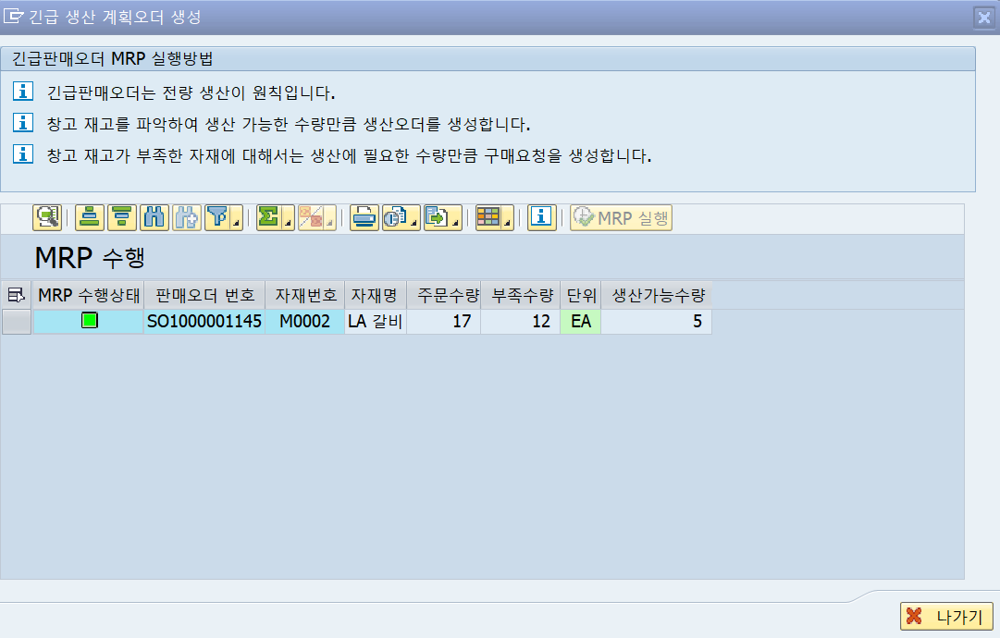 긴급 생산 계획오더 생성
긴급판매오더 MRP 실행방법
긴급판매오더는 전량 생산이 원칙입니다.
창고 재고를 파악하여 생산 가능한 수량만큼 생산오더를 생성합니다.
창고 재고가 부족한 자재에 대해서는 생산에 필요한 수량만큼 구매요청을 생성합니다.
MRP 실행
MRP 수행
MRP 수행상태 판매오더 번호 자재번호 자재명 주문수량 부족수량 단위 생산가능수량
SO1000001145 M0002 LA 갈비 17 12 EA 5
나가기